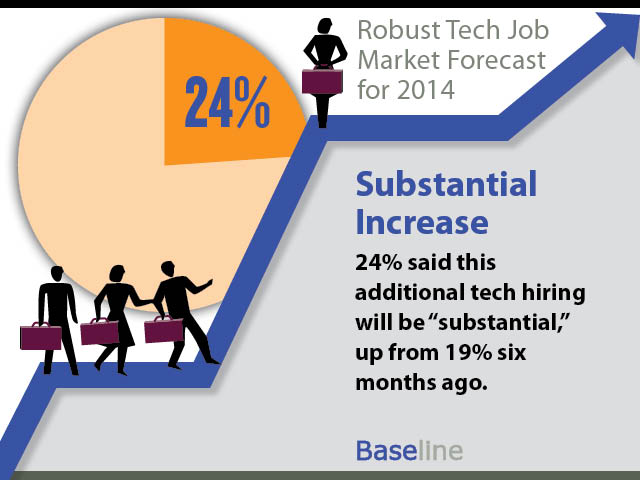 24%
Robust Tech Job
Market Forecast
for 2014
Substantial
Increase
24% said this
additional tech hiring
will be “substantial,”
up from 19% six
months ago.
Baseline